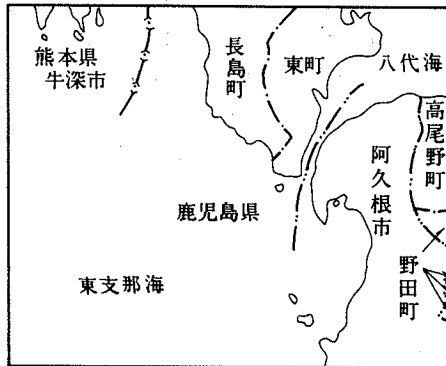 熊本県
牛深市
長島町
東町
八代海
高尾野町
阿久根市
鹿児島県
野田町
東支那海